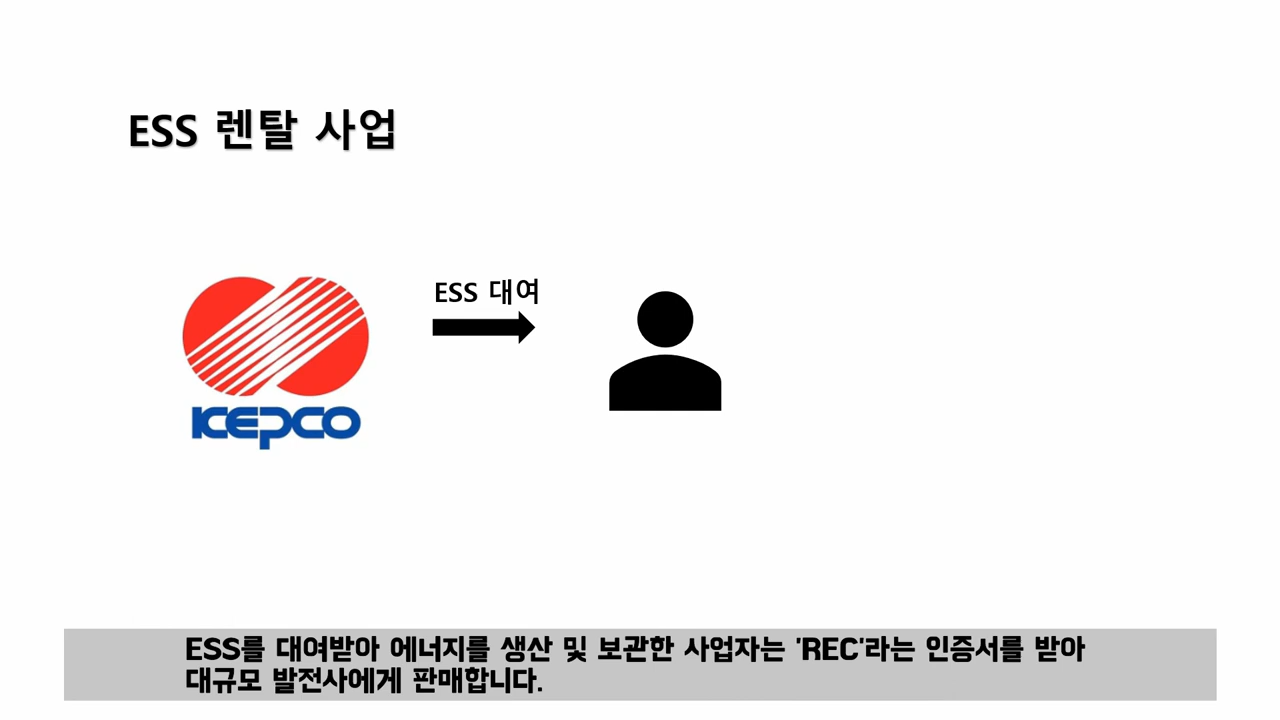 ESS 렌탈 사업
ESS 대여
KEPCO
ESS를 대여받아 에너지를 생산 및 보관한 사업자는 'REC'라는 인증서를 받아
대규모 발전사에게 판매합니다.